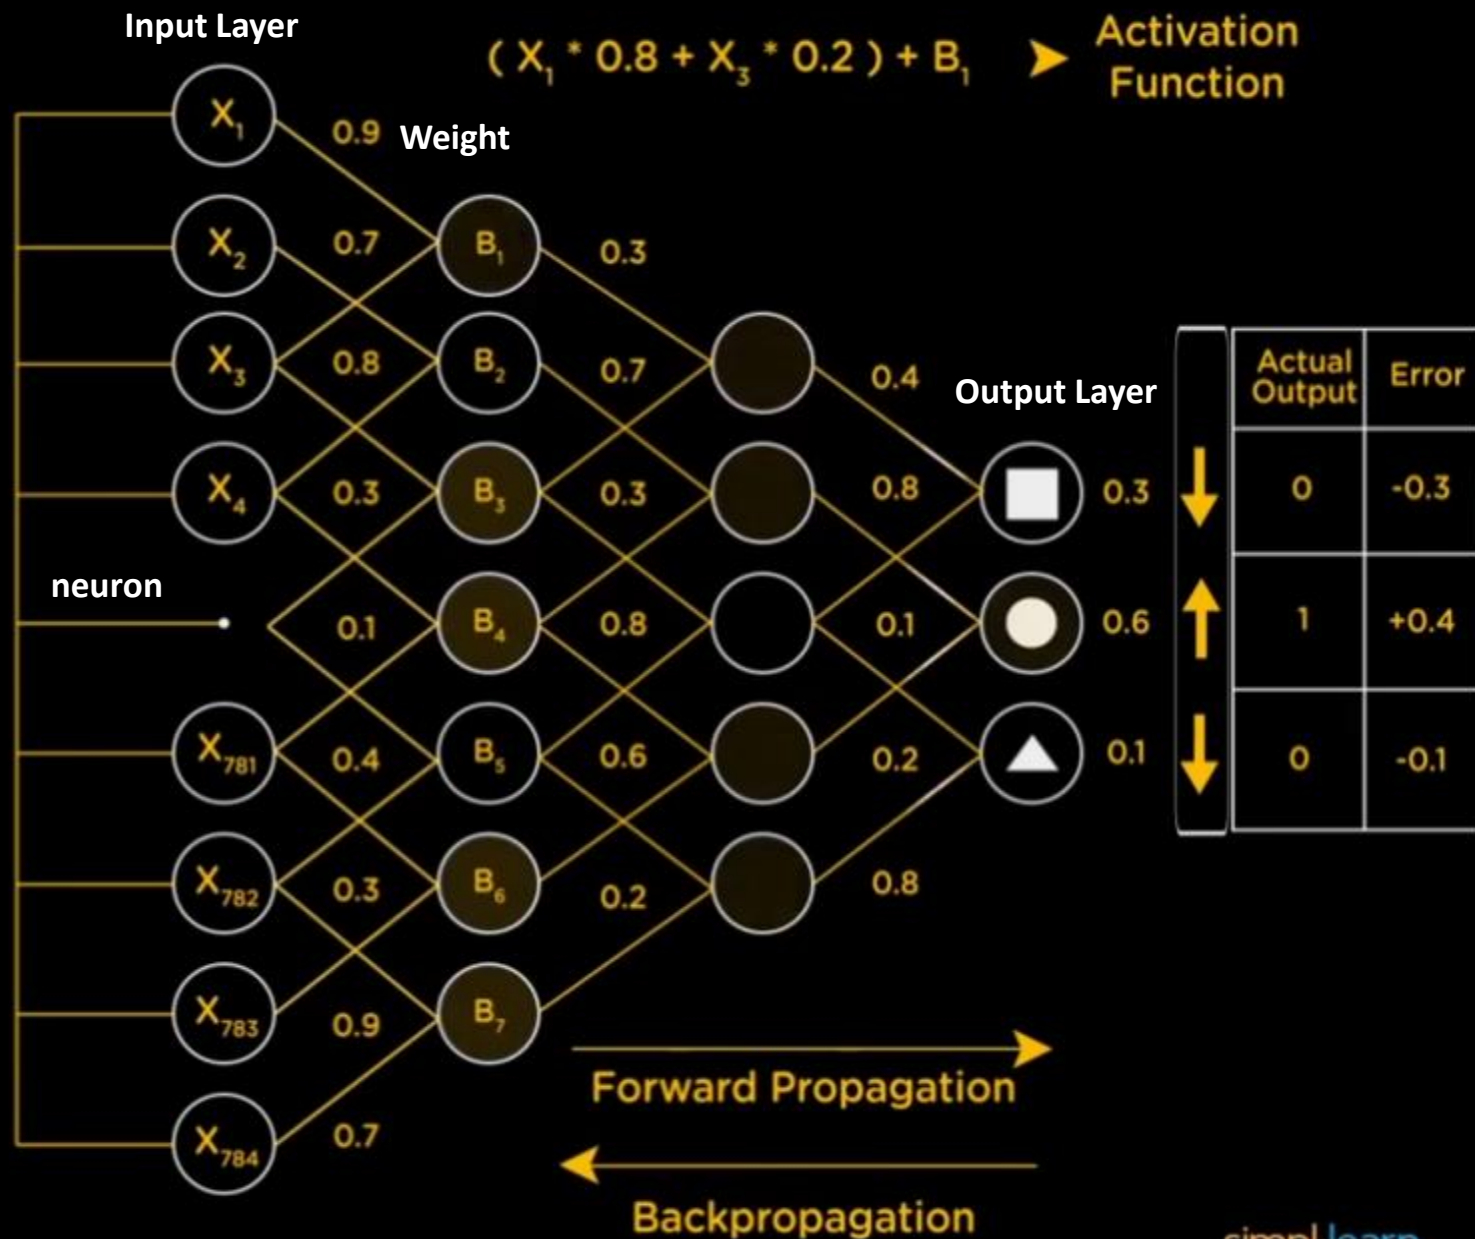 Input Layer
( X₁ * 0.8 + X₃ * 0.2 ) + B₁
Activation
Function
X₁
0.9
Weight
X₂
0.7
B₁
0.3
X₃
0.8
B₂
0.7
0.4
Output Layer
Actual
Output
Error
X₄
0.3
B₃
0.3
0.8
0.3
0
-0.3
neuron
0.1
B₄
0.8
0.1
0.6
1
+0.4
X₇₈₁
0.4
B₅
0.6
0.2
0.1
0
-0.1
X₇₈₂
0.3
B₆
0.2
0.8
X₇₈₃
0.9
B₇
Forward Propagation
X₇₈₄
0.7
Backpropagation
simplilearn